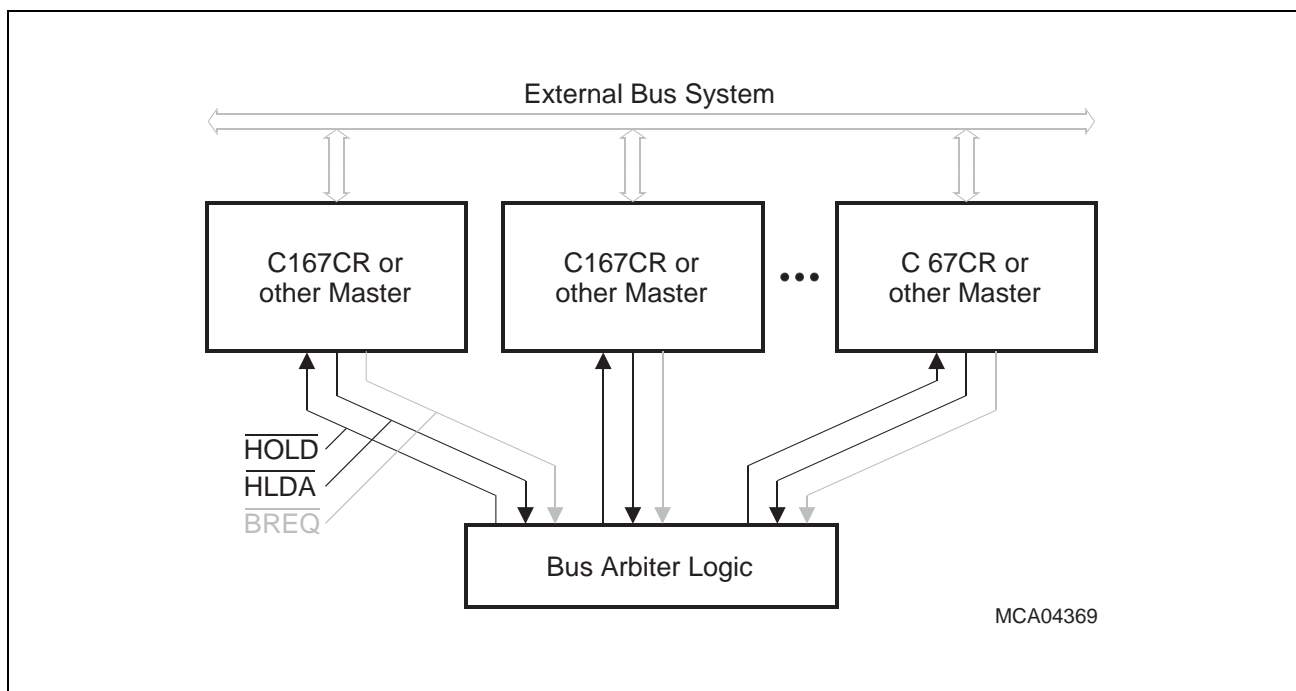 External Bus System
C167CR or
other Master
C167CR or
other Master
•••
C 67CR or
other Master
HOLD
HLDA
BREQ
Bus Arbiter Logic
MCA04369